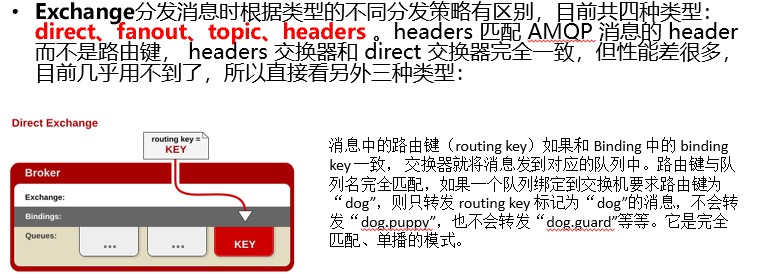 • Exchange分发消息时根据类型的不同分发策略有区别，目前共四种类型：
direct、fanout、topic、headers 。headers 匹配 AMQP 消息的 header
而不是路由键， headers 交换器和 direct 交换器完全一致，但性能差很多，
目前几乎用不到了，所以直接看另外三种类型：
Direct Exchange
routing key =
KEY
Broker
Exchange:
Bindings:
Queues:
...
...
KEY
消息中的路由键（routing key）如果和 Binding 中的 binding
key 一致， 交换器就将消息发到对应的队列中。路由键与队
列名完全匹配，如果一个队列绑定到交换机要求路由键为
“dog”，则只转发 routing key 标记为“dog”的消息，不会转
发“dog.puppy”，也不会转发“dog.guard”等等。它是完全
匹配、单播的模式。